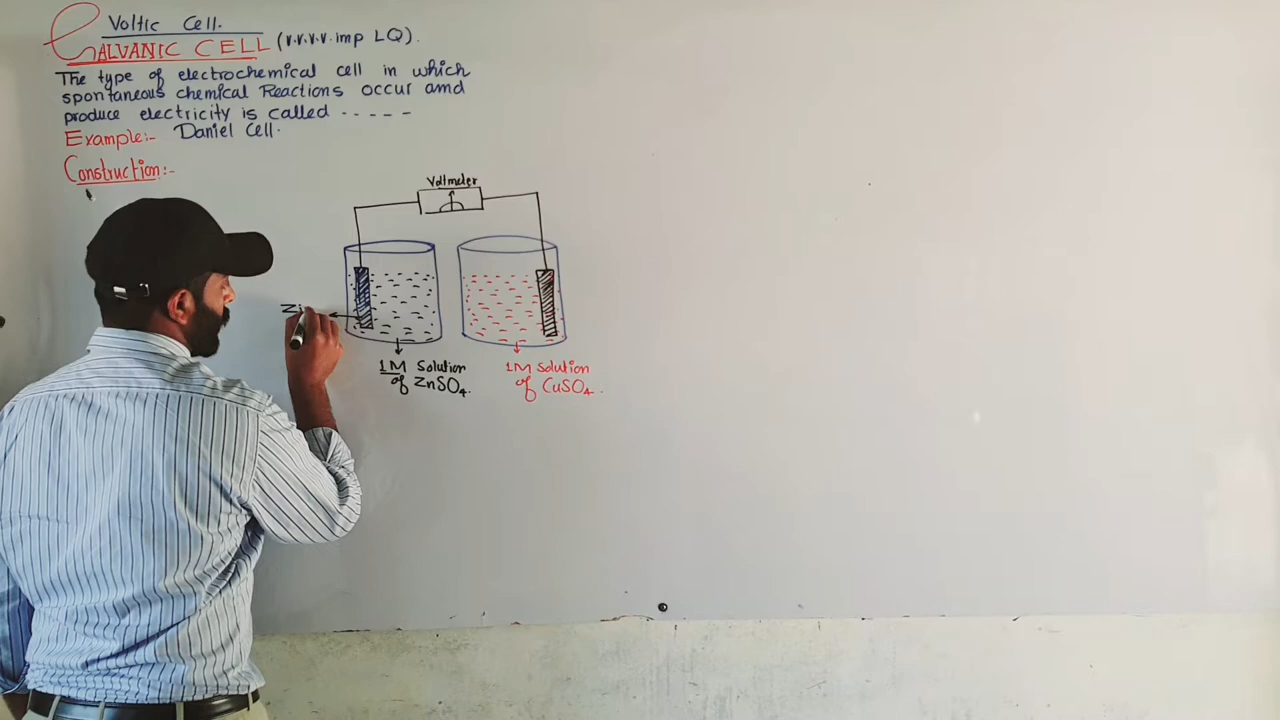 Voltic Cell.
GALVANIC CELL (v.v.v.v. imp LQ).
The type of electrochemical cell in which
spontaneous chemical Reactions occur and
produce electricity is called -----
Example:- Daniel Cell.
Construction:-
Voltmeter
Zi
1M Solution
of ZnSO4.
1M Solution
of CuSO4.